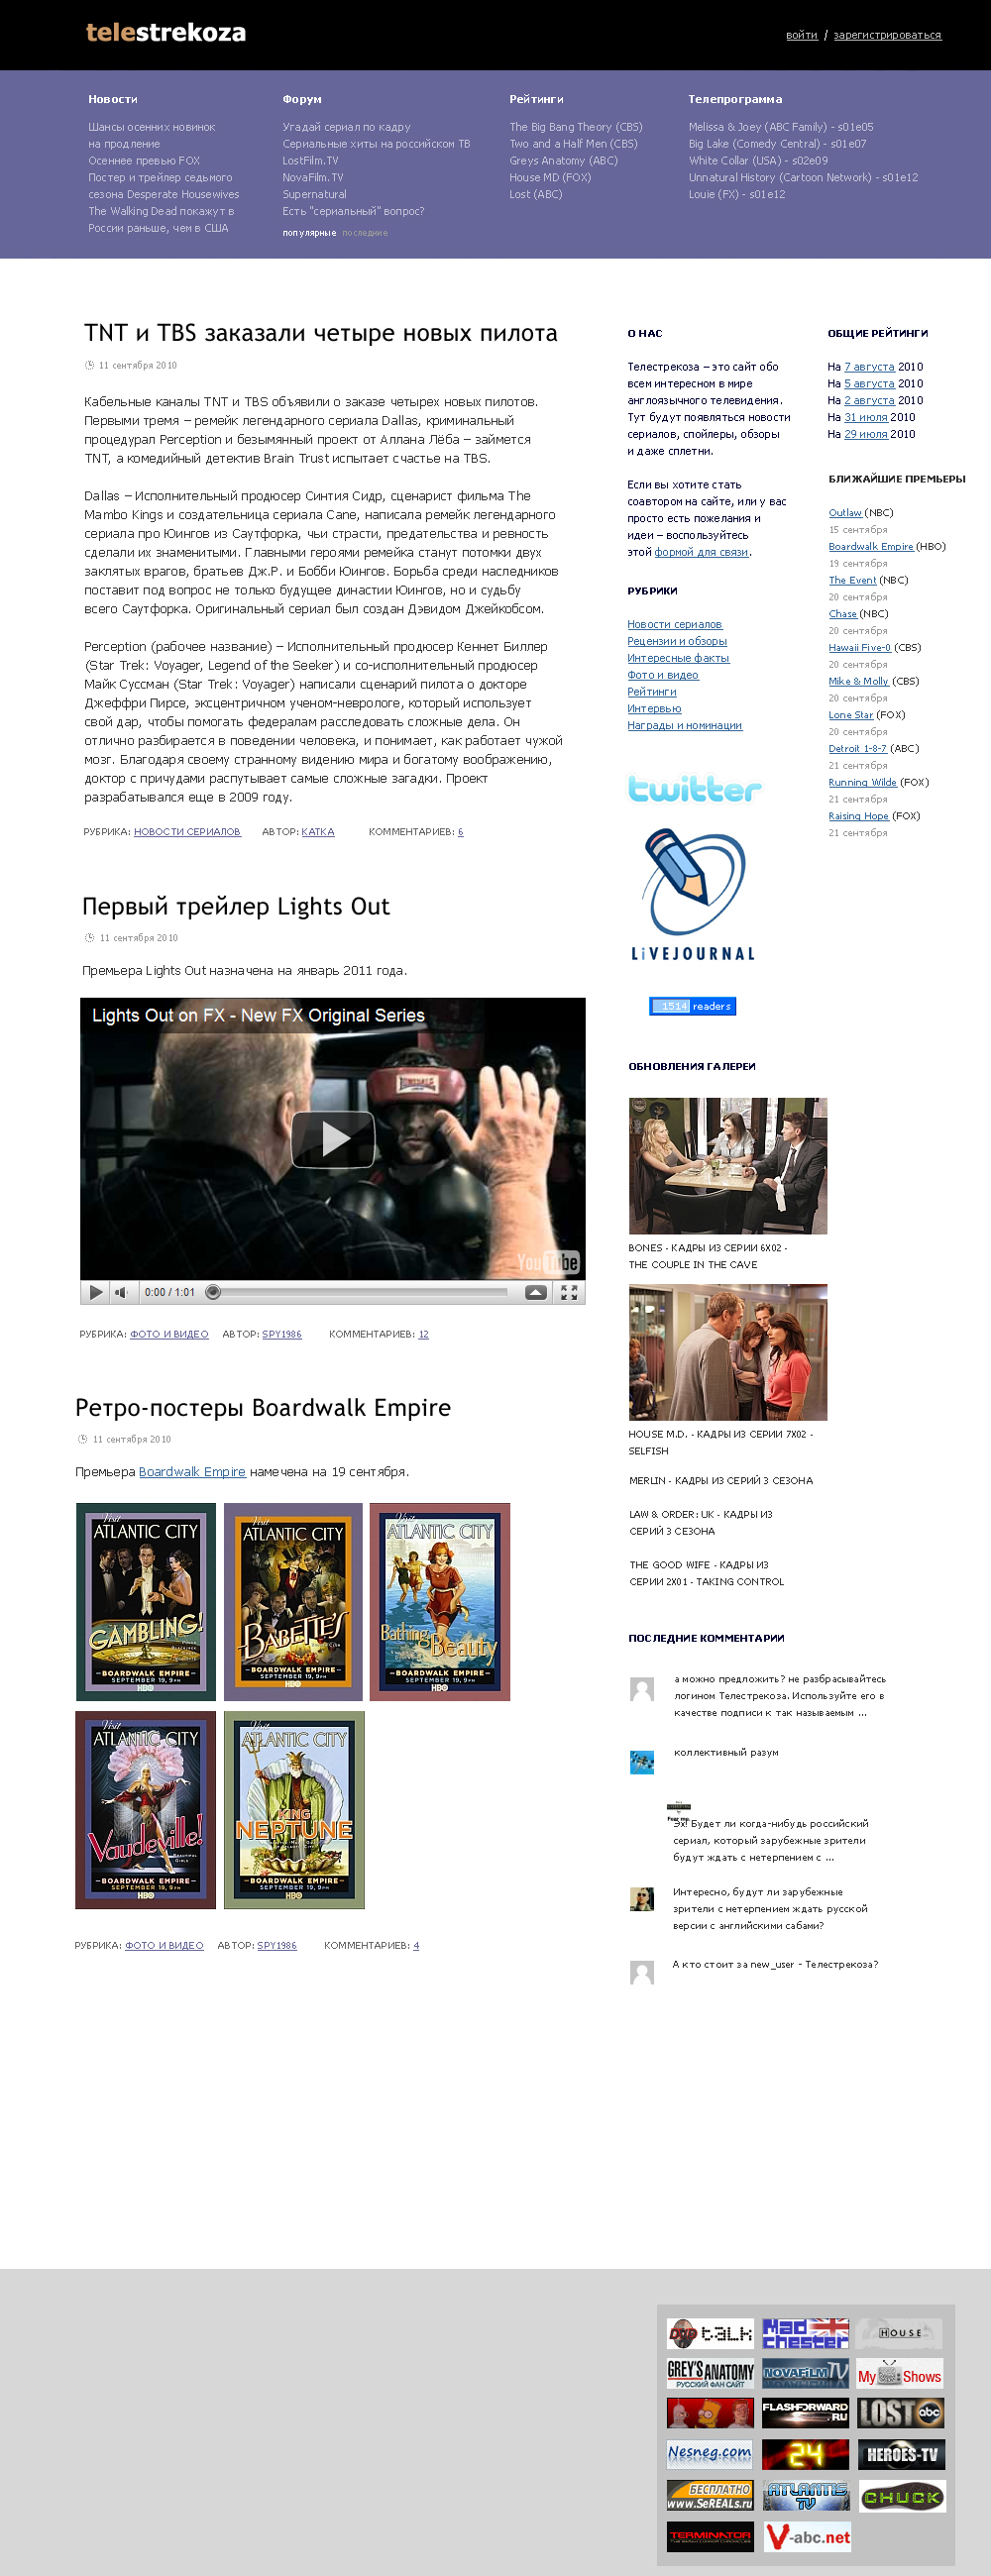 telestrekoza
войти / зарегистрироваться
Новости
Шансы осенних новинок
на продление
Осеннее превью FOX
Постер и трейлер седьмого
сезона Desperate Housewives
The Walking Dead покажут в
России раньше, чем в США
Форум
Угадай сериал по кадру
Сериальные хиты на российском ТВ
LostFilm.TV
NovaFilm.TV
Supernatural
Есть "сериальный" вопрос?
популярные последние
Рейтинги
The Big Bang Theory (CBS)
Two and a Half Men (CBS)
Greys Anatomy (ABC)
House MD (FOX)
Lost (ABC)
Телепрограмма
Melissa & Joey (ABC Family) - s01e05
Big Lake (Comedy Central) - s01e07
White Collar (USA) - s02e09
Unnatural History (Cartoon Network) - s01e12
Louie (FX) - s01e12
TNT и TBS заказали четыре новых пилота
11 сентября 2010
Кабельные каналы TNT и TBS объявили о заказе четырех новых пилотов.
Первыми тремя – ремейк легендарного сериала Dallas, криминальный
процедурал Perception и безымянный проект от Аллана Лёба – займется
TNT, а комедийный детектив Brain Trust испытает счастье на TBS.
Dallas – Исполнительный продюсер Синтия Сидр, сценарист фильма The
Mambo Kings и создательница сериала Cane, написала ремейк легендарного
сериала про Юингов из Саутфорка, чьи страсти, предательства и ревность
сделали их знаменитыми. Главными героями ремейка станут потомки двух
заклятых врагов, братьев Дж.Р. и Бобби Юингов. Борьба среди наследников
поставит под вопрос не только будущее династии Юингов, но и судьбу
всего Саутфорка. Оригинальный сериал был создан Дэвидом Джейкобсом.
Perception (рабочее название) – Исполнительный продюсер Кеннет Биллер
(Star Trek: Voyager, Legend of the Seeker) и со-исполнительный продюсер
Майк Суссман (Star Trek: Voyager) написали сценарий пилота о докторе
Джеффри Пирсе, эксцентричном ученом-неврологе, который использует
свой дар, чтобы помогать федералам расследовать сложные дела. Он
отлично разбирается в поведении человека, и понимает, как работает чужой
мозг. Благодаря своему странному видению мира и богатому воображению,
доктор с причудами распутывает самые сложные загадки. Проект
разрабатывался еще в 2009 году.
РУБРИКА: НОВОСТИ СЕРИАЛОВ АВТОР: KATKA КОММЕНТАРИЕВ: 6
Первый трейлер Lights Out
11 сентября 2010
Премьера Lights Out назначена на январь 2011 года.
Lights Out on FX - New FX Original Series
LONSDALE
YouTube
0:00 / 1:01
РУБРИКА: ФОТО И ВИДЕО АВТОР: SPY1986 КОММЕНТАРИЕВ: 12
Ретро-постеры Boardwalk Empire
11 сентября 2010
Премьера Boardwalk Empire намечена на 19 сентября.
Visit
ATLANTIC CITY
GAMBLING!
BOARDWALK EMPIRE
SEPTEMBER 19, 9PM
HBO
Visit
ATLANTIC CITY
BABETTE'S
BOARDWALK EMPIRE
SEPTEMBER 19, 9PM
HBO
Visit
ATLANTIC CITY
Bathing Beauty
BOARDWALK EMPIRE
SEPTEMBER 19, 9PM
HBO
Visit
ATLANTIC CITY
Vaudeville!
BEAUTIFUL GIRLS
BOARDWALK EMPIRE
SEPTEMBER 19, 9PM
HBO
Visit
ATLANTIC CITY
KING
NEPTUNE
BOARDWALK EMPIRE
SEPTEMBER 19, 9PM
HBO
РУБРИКА: ФОТО И ВИДЕО АВТОР: SPY1986 КОММЕНТАРИЕВ: 4
О НАС
Телестрекоза – это сайт обо
всем интересном в мире
англоязычного телевидения.
Тут будут появляться новости
сериалов, спойлеры, обзоры
и даже сплетни.
Если вы хотите стать
соавтором на сайте, или у вас
просто есть пожелания и
идеи – воспользуйтесь
этой формой для связи.
РУБРИКИ
Новости сериалов
Рецензии и обзоры
Интересные факты
Фото и видео
Рейтинги
Интервью
Награды и номинации
twitter
LiVEJOURNAL
1514 readers
ОБЩИЕ РЕЙТИНГИ
На 7 августа 2010
На 5 августа 2010
На 2 августа 2010
На 31 июля 2010
На 29 июля 2010
БЛИЖАЙШИЕ ПРЕМЬЕРЫ
Outlaw (NBC)
15 сентября
Boardwalk Empire (HBO)
19 сентября
The Event (NBC)
20 сентября
Chase (NBC)
20 сентября
Hawaii Five-0 (CBS)
20 сентября
Mike & Molly (CBS)
20 сентября
Lone Star (FOX)
20 сентября
Detroit 1-8-7 (ABC)
21 сентября
Running Wilde (FOX)
21 сентября
Raising Hope (FOX)
21 сентября
ОБНОВЛЕНИЯ ГАЛЕРЕИ
BONES - КАДРЫ ИЗ СЕРИИ 6X02 -
THE COUPLE IN THE CAVE
HOUSE M.D. - КАДРЫ ИЗ СЕРИИ 7X02 -
SELFISH
MERLIN - КАДРЫ ИЗ СЕРИЙ 3 СЕЗОНА
LAW & ORDER: UK - КАДРЫ ИЗ
СЕРИЙ 3 СЕЗОНА
THE GOOD WIFE - КАДРЫ ИЗ
СЕРИИ 2X01 - TAKING CONTROL
ПОСЛЕДНИЕ КОММЕНТАРИИ
а можно предложить? не разбрасывайтесь
логином Телестрекоза. Используйте его в
качестве подписи к так называемым ...
коллективный разум
Fear me.
Эх! Будет ли когда-нибудь российский
сериал, который зарубежные зрители
будут ждать с нетерпением с ...
Интересно, будут ли зарубежные
зрители с нетерпением ждать русской
версии с английскими сабами?
А кто стоит за new_user - Телестрекоза?
Pop talk
Mad chester
HOUSE
GREY'S ANATOMY
РУССКИЙ ФАН САЙТ
NOVAFILM TV
My Shows
FLASHFORWARD
.RU
LOST abc
Nesneg.com
24
HEROES-TV
БЕСПЛАТНО
www.SeREALs.ru
ATLANTIS TV
CHUCK
TERMINATOR
THE SARAH CONNOR CHRONICLES
V-abc.net